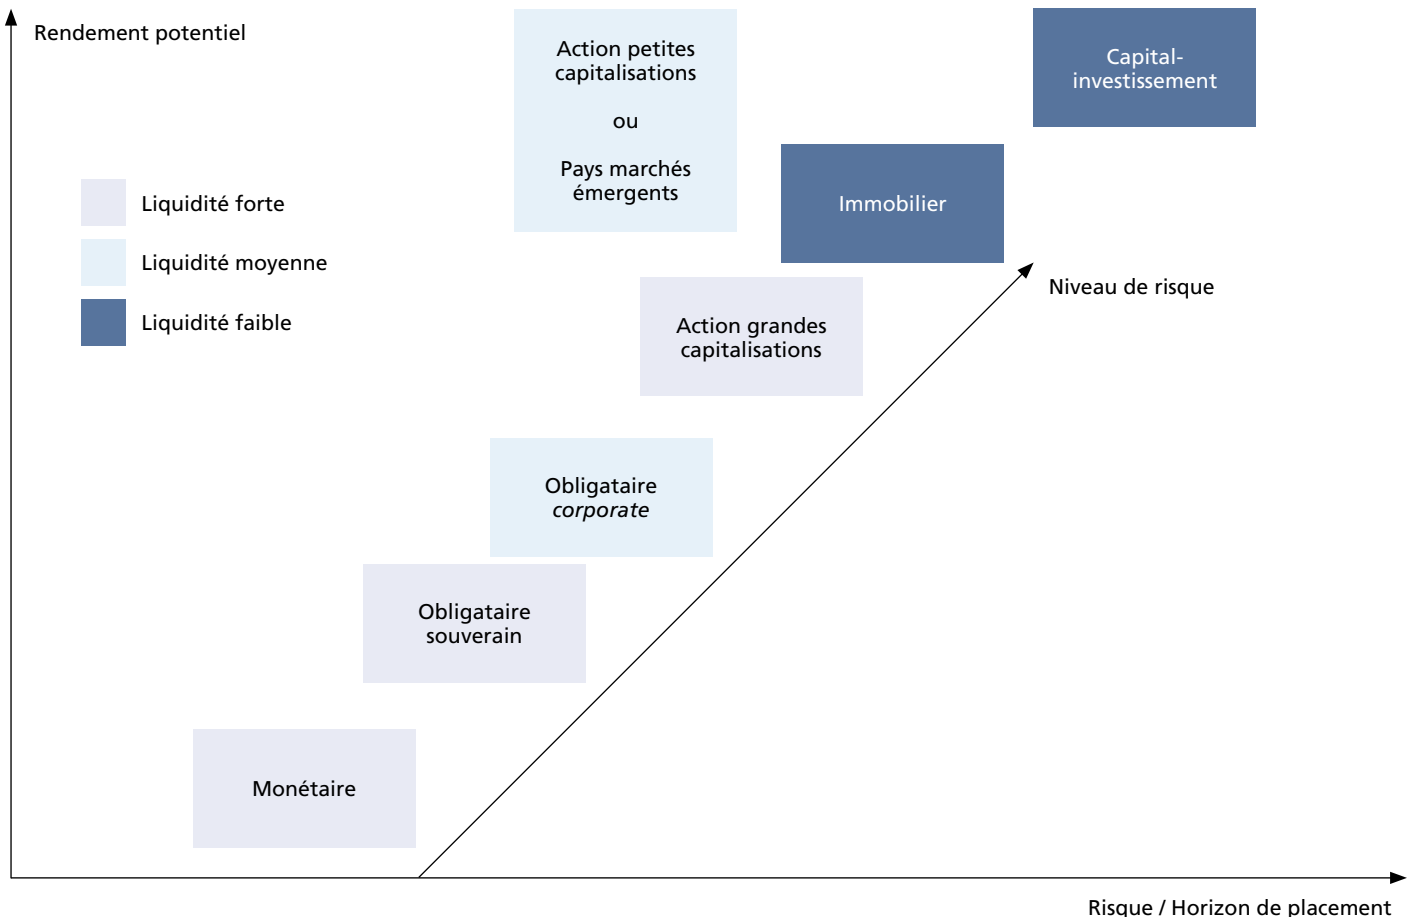 Rendement potentiel
Action petites
capitalisations
ou
Pays marchés
émergents
Capital-
investissement
Immobilier
Liquidité forte
Liquidité moyenne
Liquidité faible
Niveau de risque
Action grandes
capitalisations
Obligataire
corporate
Obligataire
souverain
Monétaire
Risque / Horizon de placement